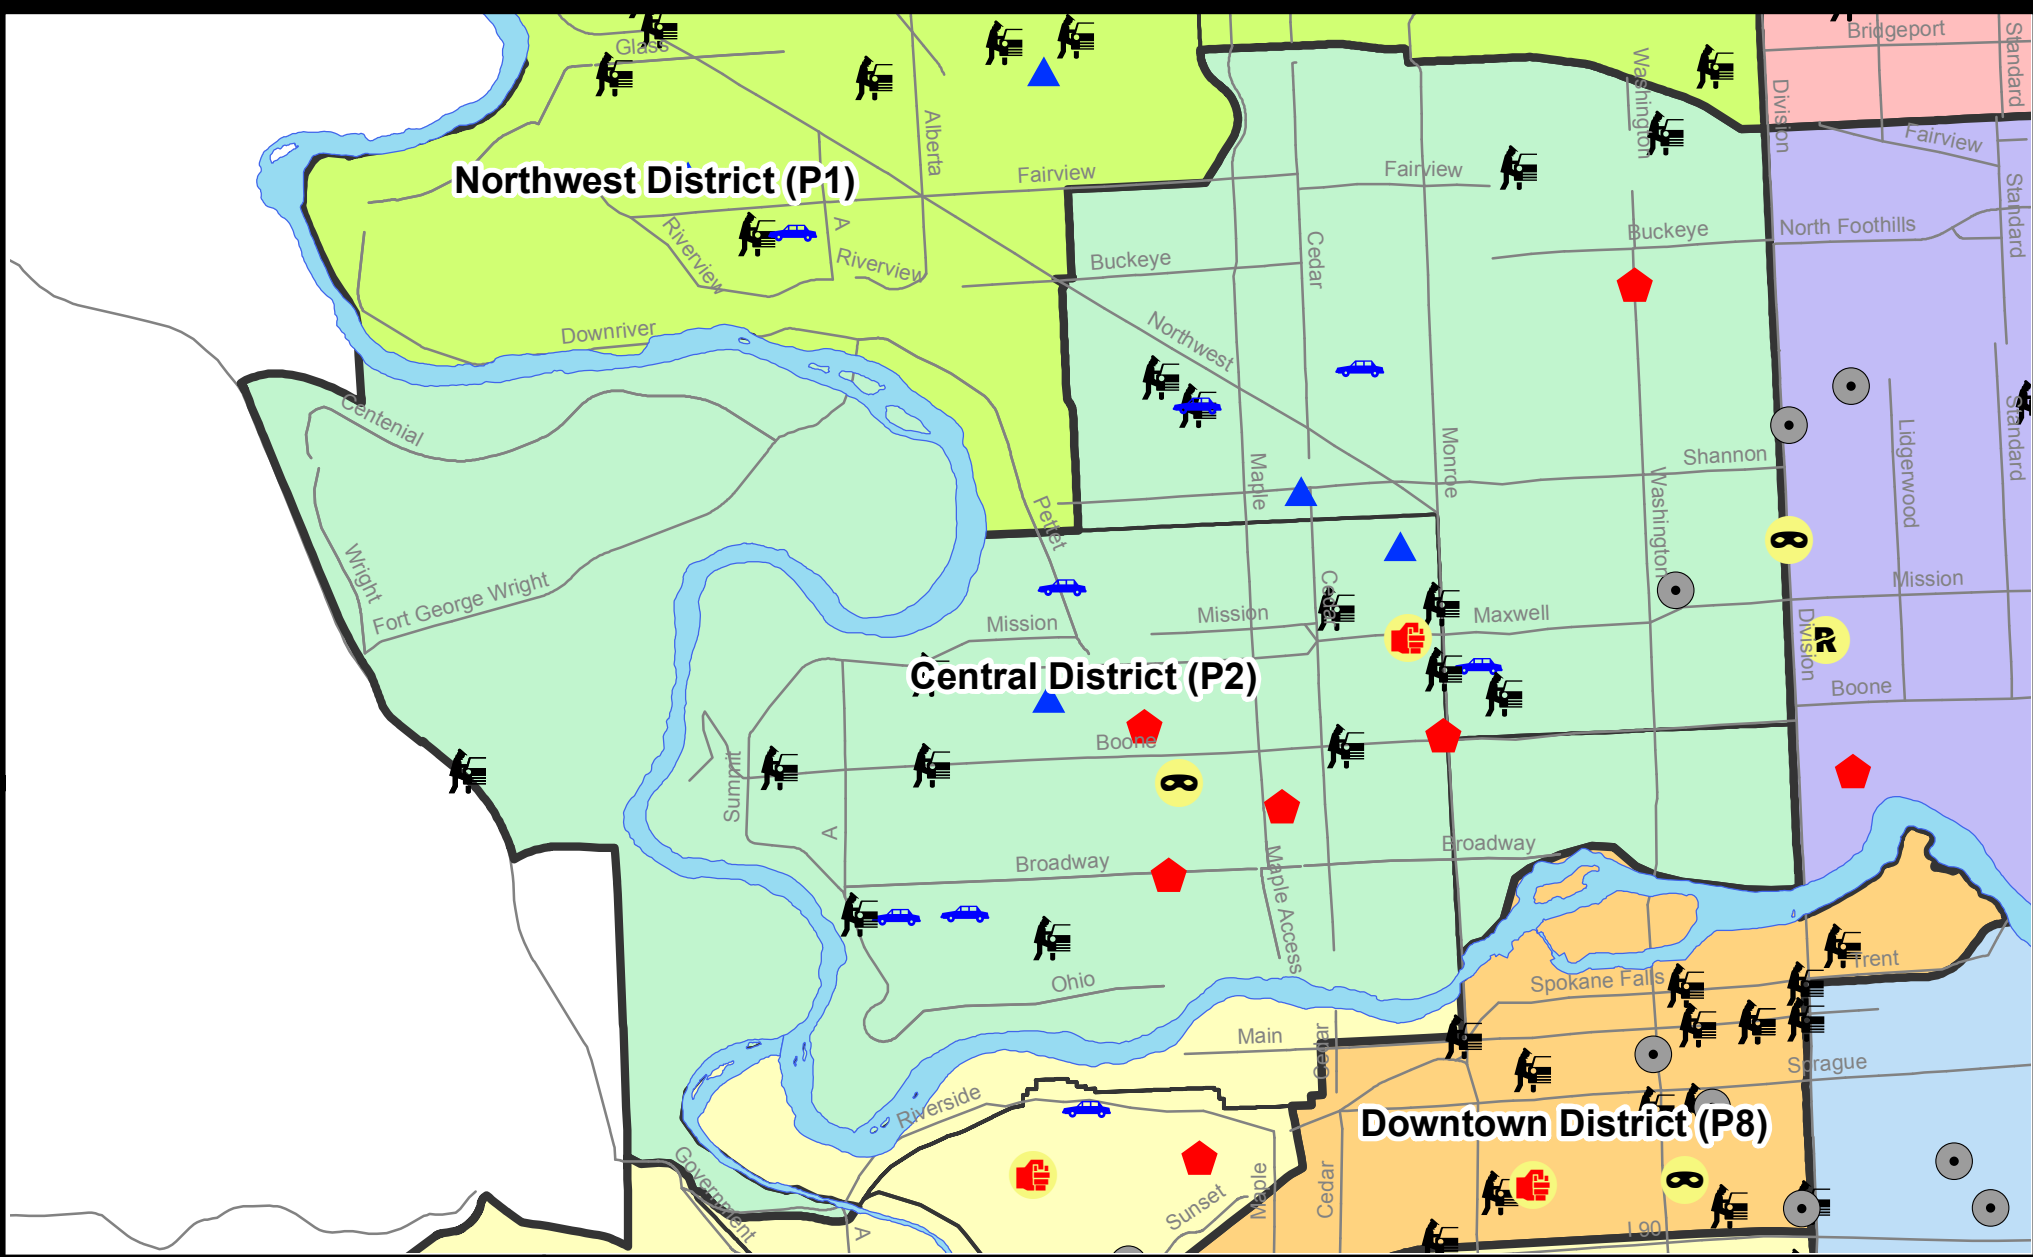 Bridgeport
Standard
Glass
Washington
Division
Alberta
Fairview
Northwest District (P1)
Fairview
Fairview
Standard
A
Riverview
Riverview
Buckeye
Cedar
Buckeye
North Foothills
Downriver
Northwest
Centenial
Maple
Monroe
Shannon
Washington
Lidgerwood
Standard
Pettet
Wright
Fort George Wright
Mission
Mission
Cedar
Maxwell
Mission
Division
R
Central District (P2)
Boone
Boone
Summit
A
Broadway
Maple Access
Broadway
Ohio
Spokane Falls
Trent
Main
Cedar
Sprague
Riverside
Downtown District (P8)
Government
A
Sunset
Maple
Cedar
I 90